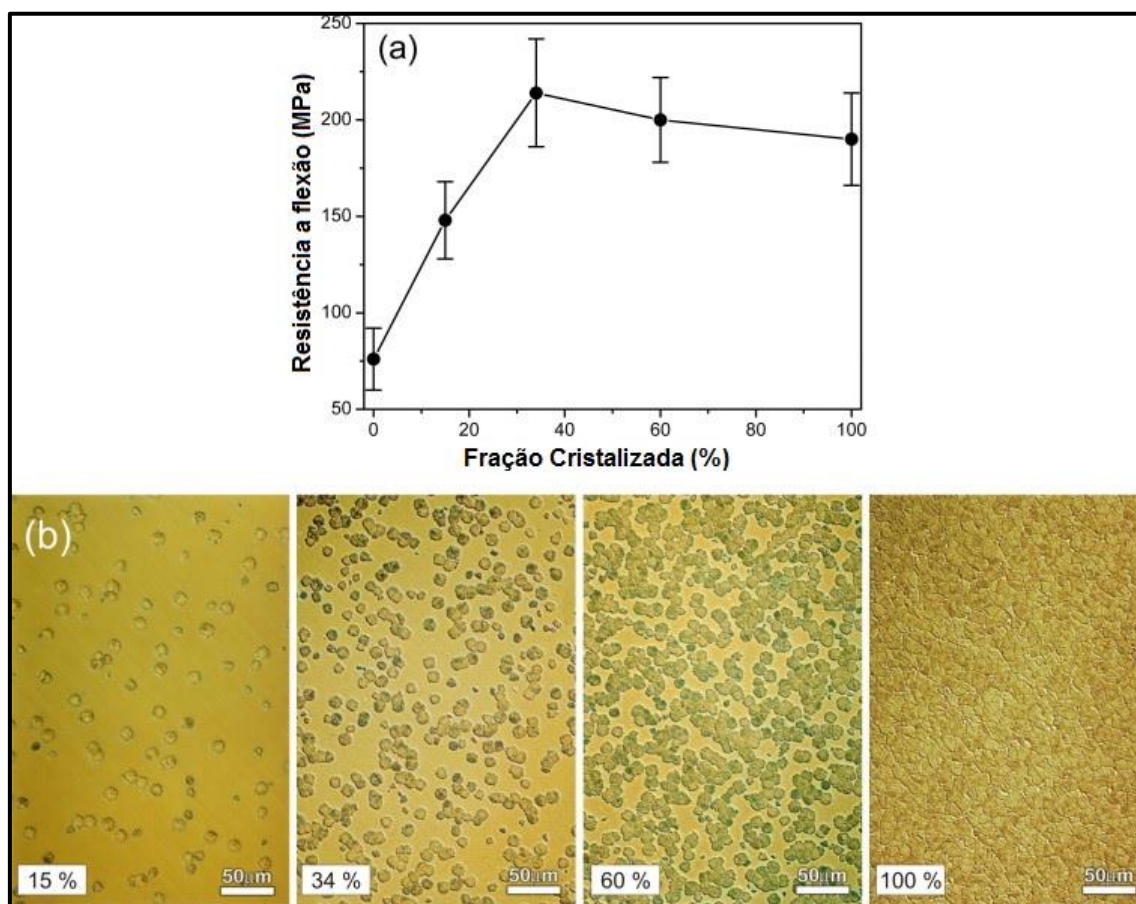 (a)
Resistência a flexão (MPa)
250
200
150
100
50
0 20 40 60 80 100
Fração Cristalizada (%)
(b)
15 % 50µm
34 % 50µm
60 % 50µm
100 % 50µm